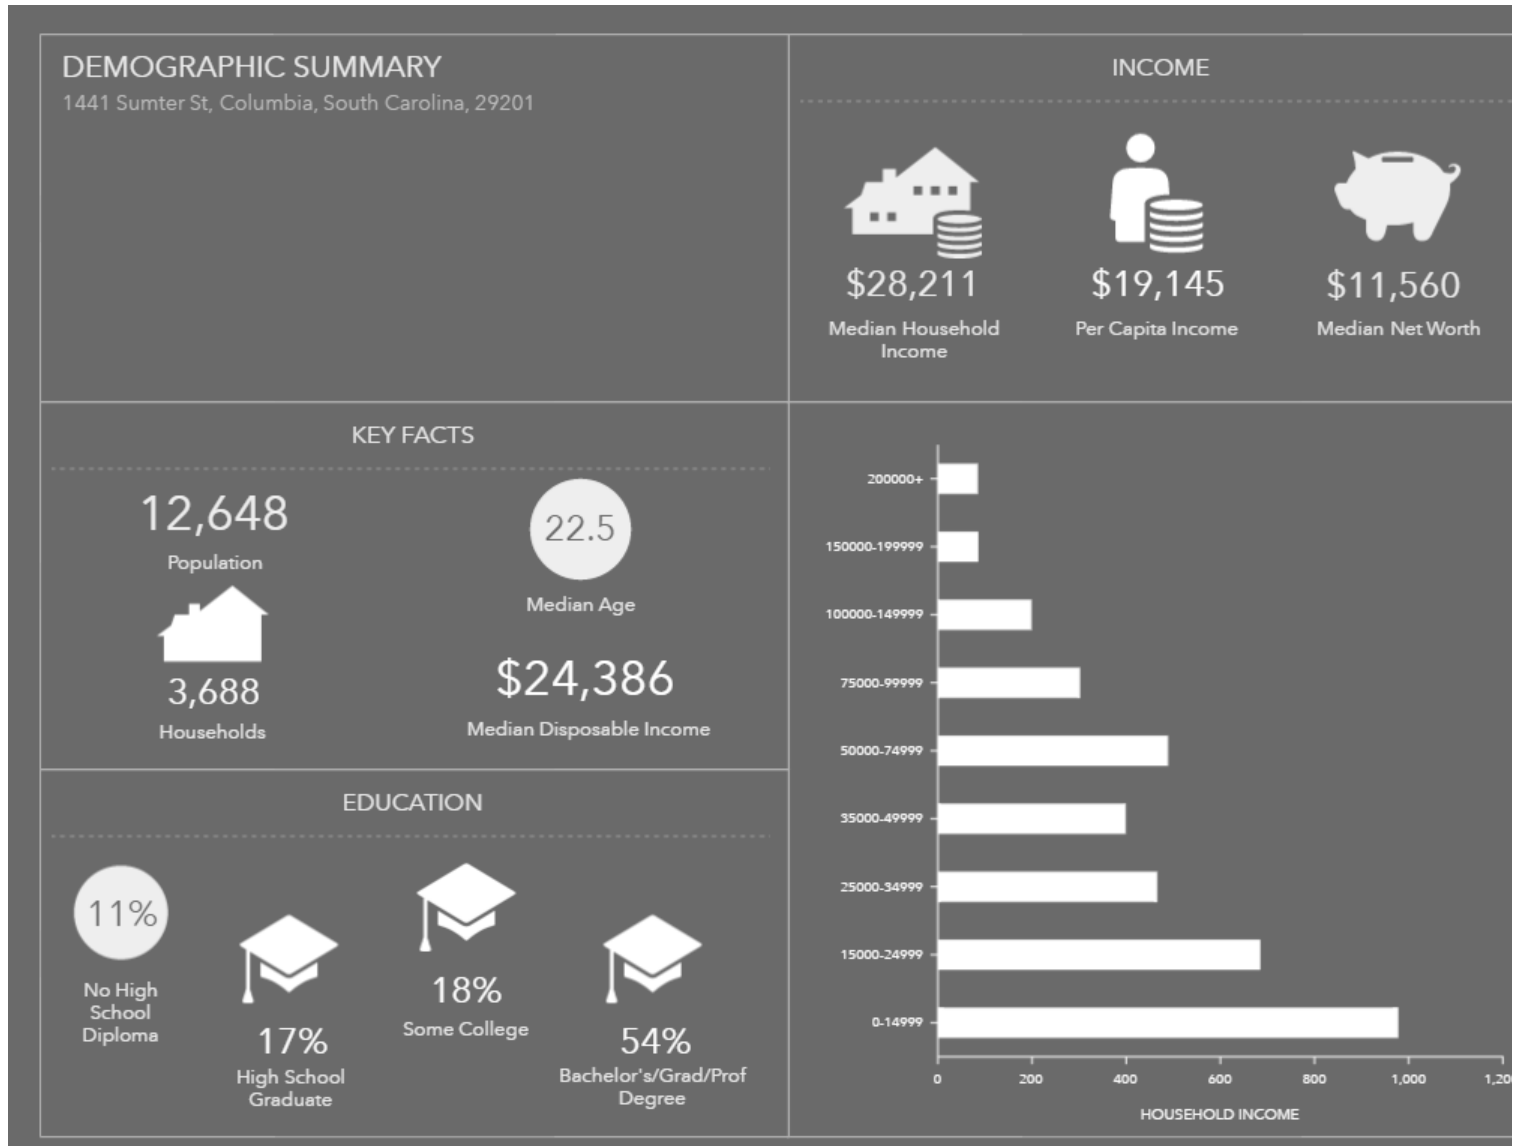 DEMOGRAPHIC SUMMARY
1441 Sumter St, Columbia, South Carolina, 29201
INCOME
$28,211
Median Household
Income
$19,145
Per Capita Income
$11,560
Median Net Worth
KEY FACTS
12,648
Population
22.5
Median Age
3,688
Households
$24,386
Median Disposable Income
EDUCATION
11%
No High
School
Diploma
17%
High School
Graduate
18%
Some College
54%
Bachelor's/Grad/Prof
Degree
200000+
150000-199999
100000-149999
75000-99999
50000-74999
35000-49999
25000-34999
15000-24999
0-14999
0 200 400 600 800 1,000 1,20
HOUSEHOLD INCOME